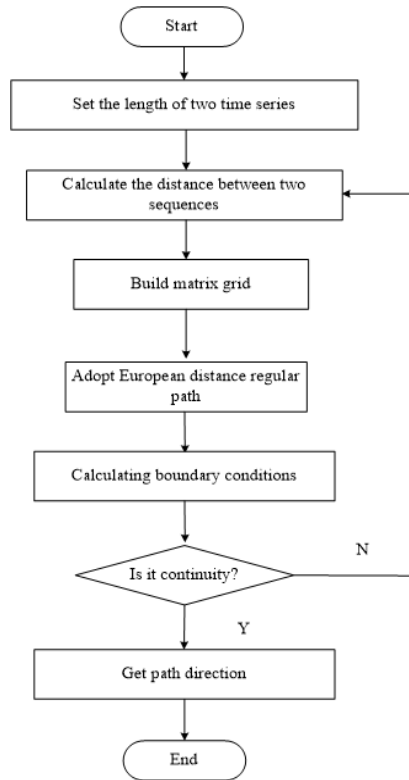 Start
Set the length of two time series
Calculate the distance between two
sequences
Build matrix grid
Adopt European distance regular
path
Calculating boundary conditions
N
Is it continuity?
Y
Get path direction
End